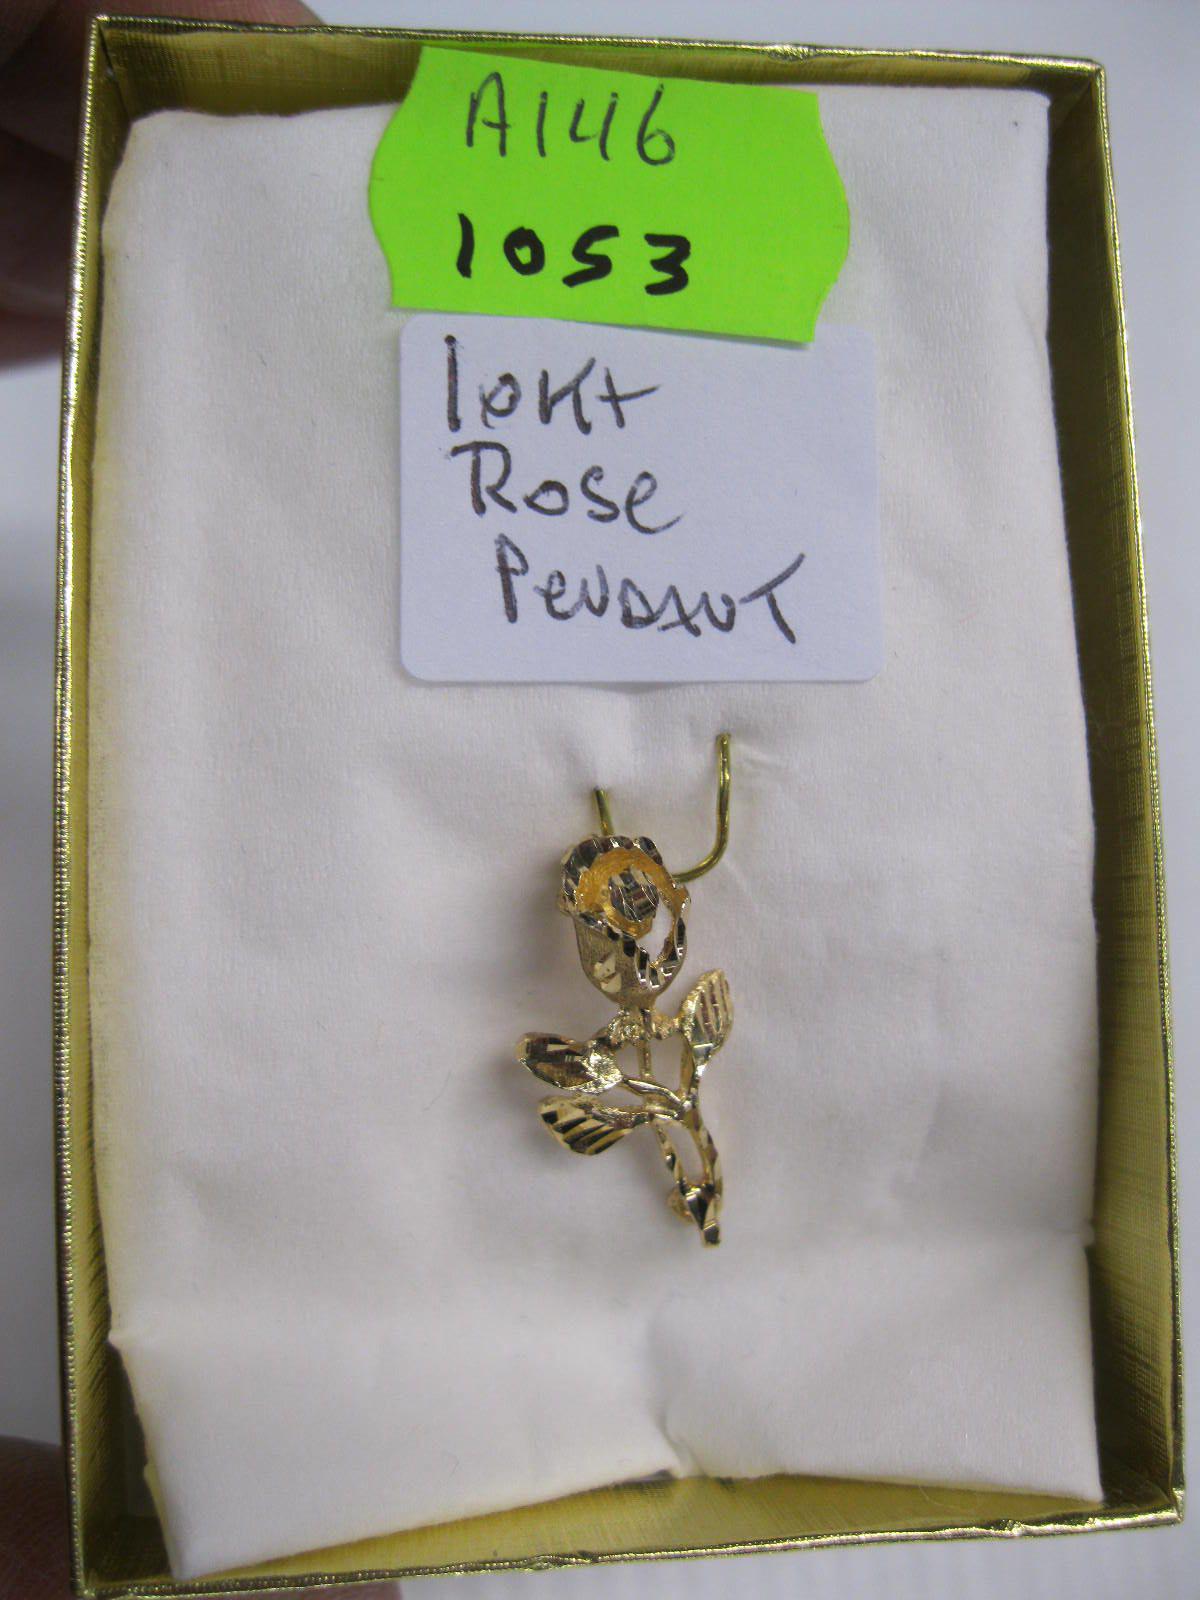 A146
1053
10Kt
Rose
PeNDANT